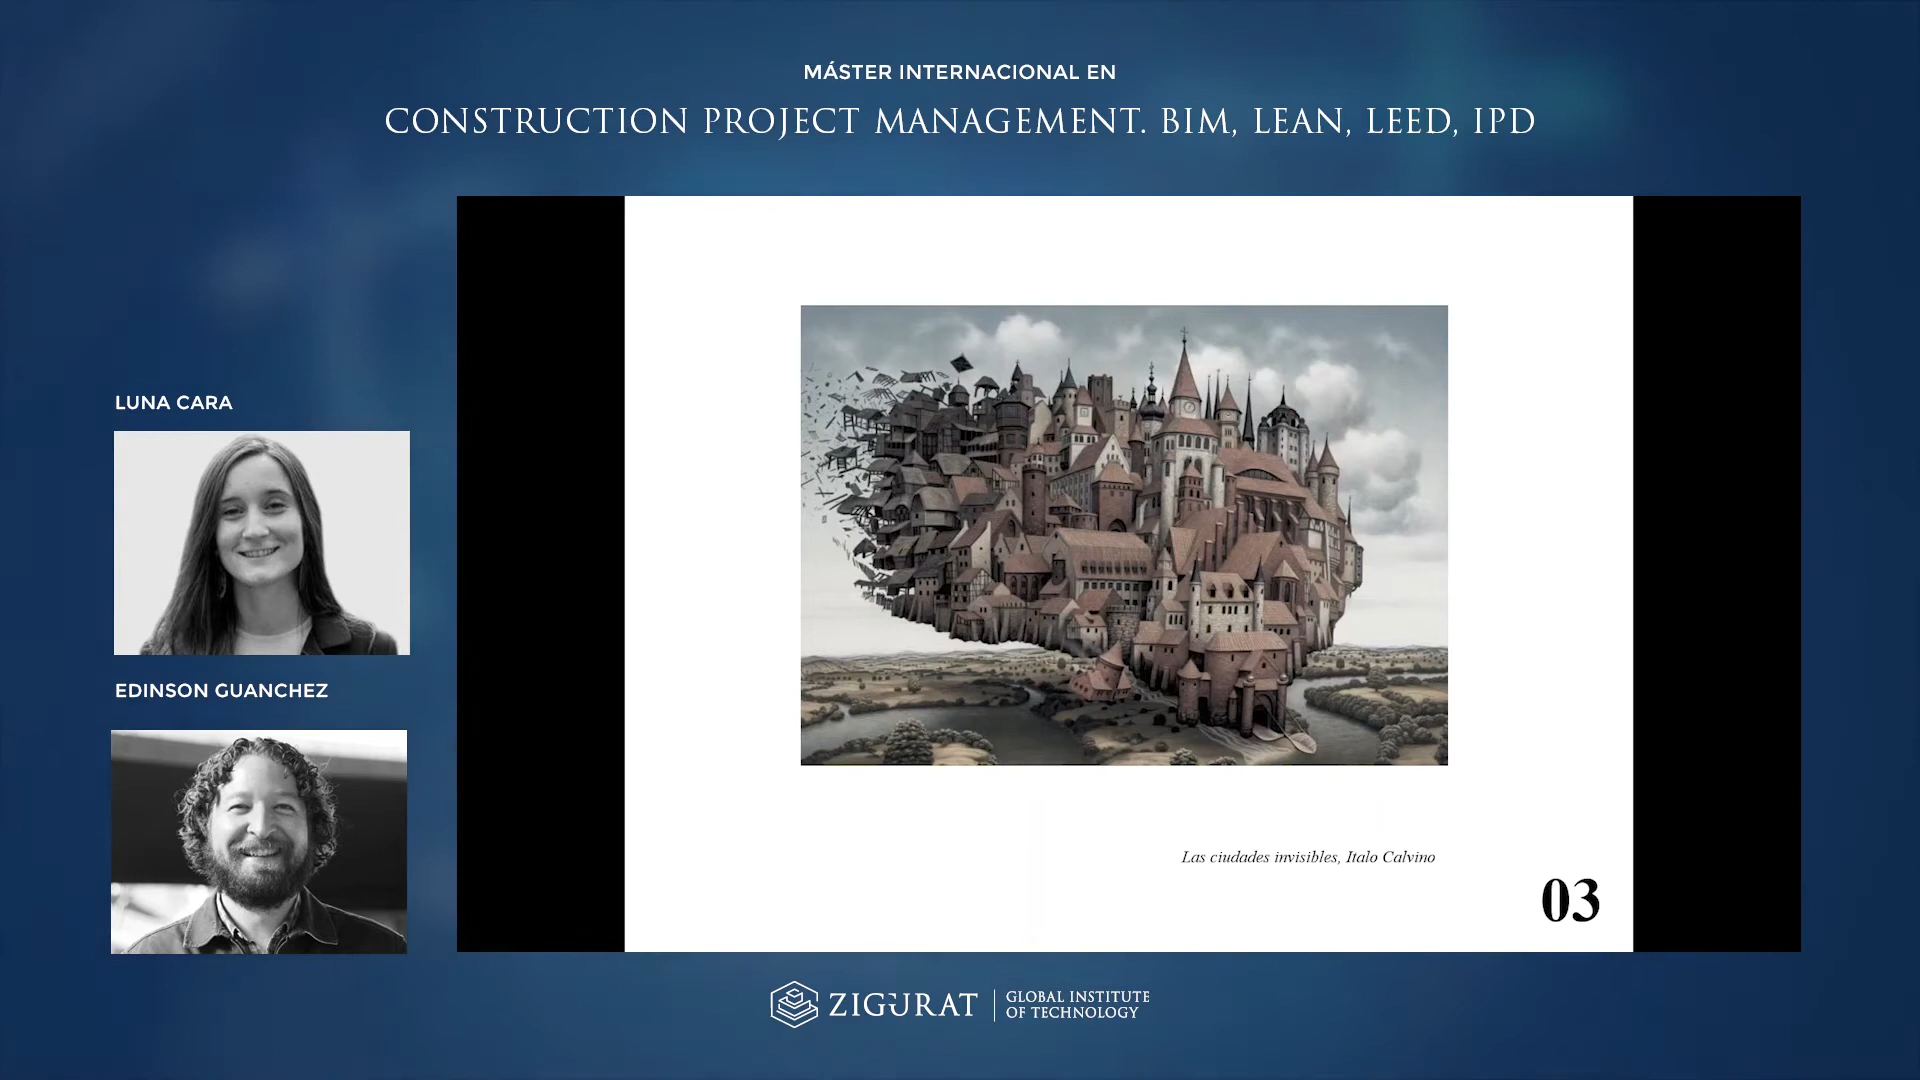 MÁSTER INTERNACIONAL EN
CONSTRUCTION PROJECT MANAGEMENT. BIM, LEAN, LEED, IPD
LUNA CARA
EDINSON GUANCHEZ
Las ciudades invisibles, Italo Calvino
03
ZIGURAT
GLOBAL INSTITUTE
OF TECHNOLOGY